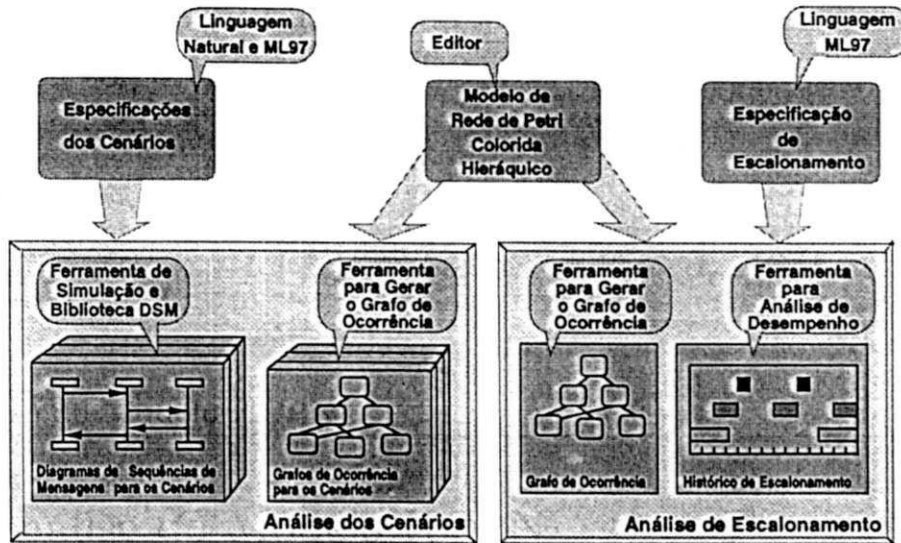 Linguagem
Natural e ML97
Especificações
dos Cenários
Editor
Modelo de
Rede de Petri
Colorida
Hieráquico
Linguagem
ML97
Especificação
de
Escalonamento
Ferramenta de
Simulação e
Biblioteca DSM
Diagramas de Sequências de
Mensagens para os Cenários
Ferramenta
para Gerar
o Grafo de
Ocorrência
Grafos de Ocorrência
para os Cenários
Análise dos Cenários
Ferramenta
para Gerar
o Grafo de
Ocorrência
Grafo de Ocorrência
Ferramenta
para
Análise de
Desempenho
Histórico de Escalonamento
Análise de Escalonamento